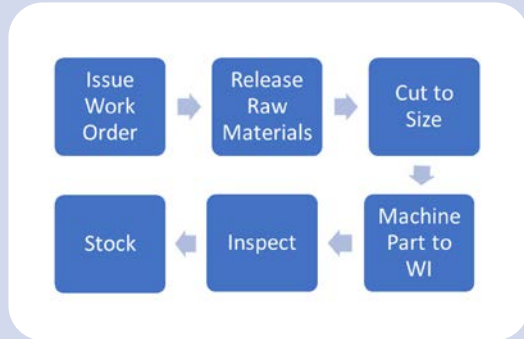 Issue
Work
Order
Release
Raw
Materials
Cut to
Size
Machine
Part to
WI
Inspect
Stock